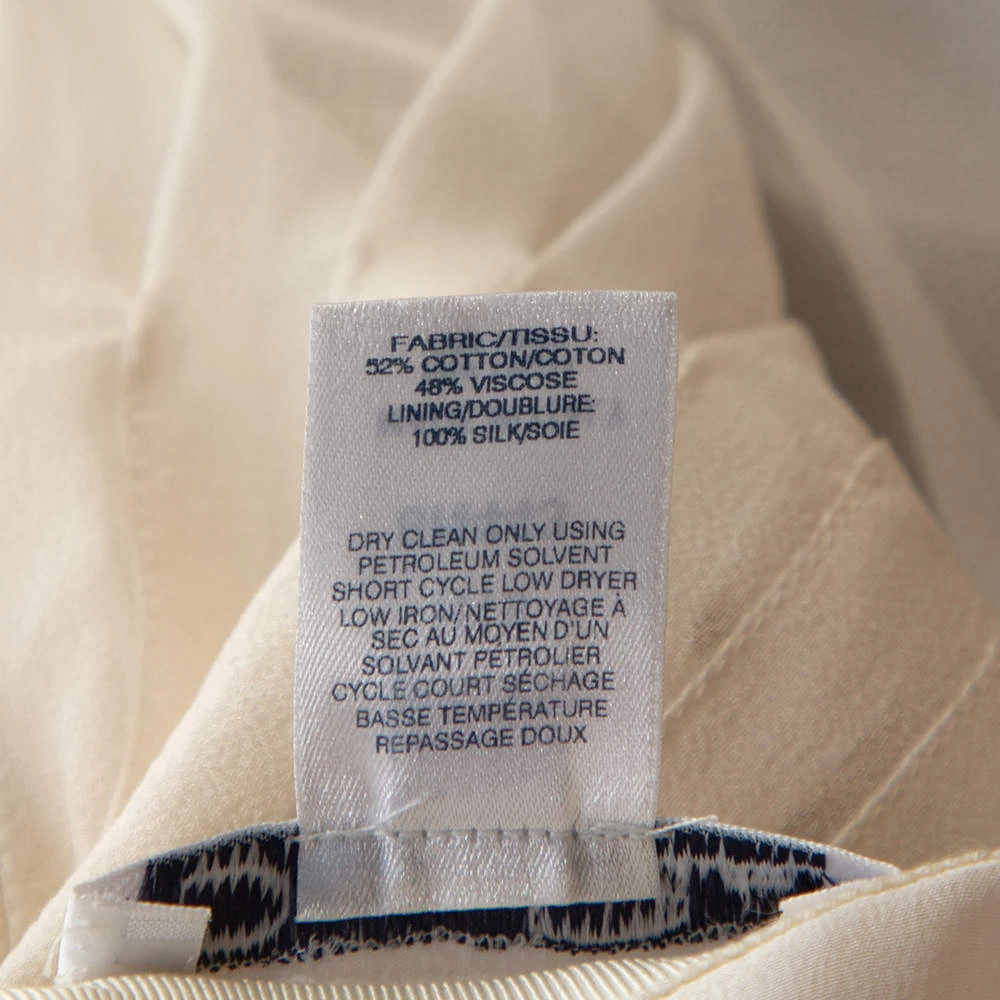 FABRIC/TISSU:
52% COTTON/COTON
48% VISCOSE
LINING/DOUBLURE:
100% SILK/SOIE
DRY CLEAN ONLY USING
PETROLEUM SOLVENT
SHORT CYCLE LOW DRYER
LOW IRON/NETTOYAGE À
SEC AU MOYEN D'UN
SOLVANT PÉTROLIER
CYCLE COURT SÉCHAGE
BASSE TEMPÉRATURE
REPASSAGE DOUX